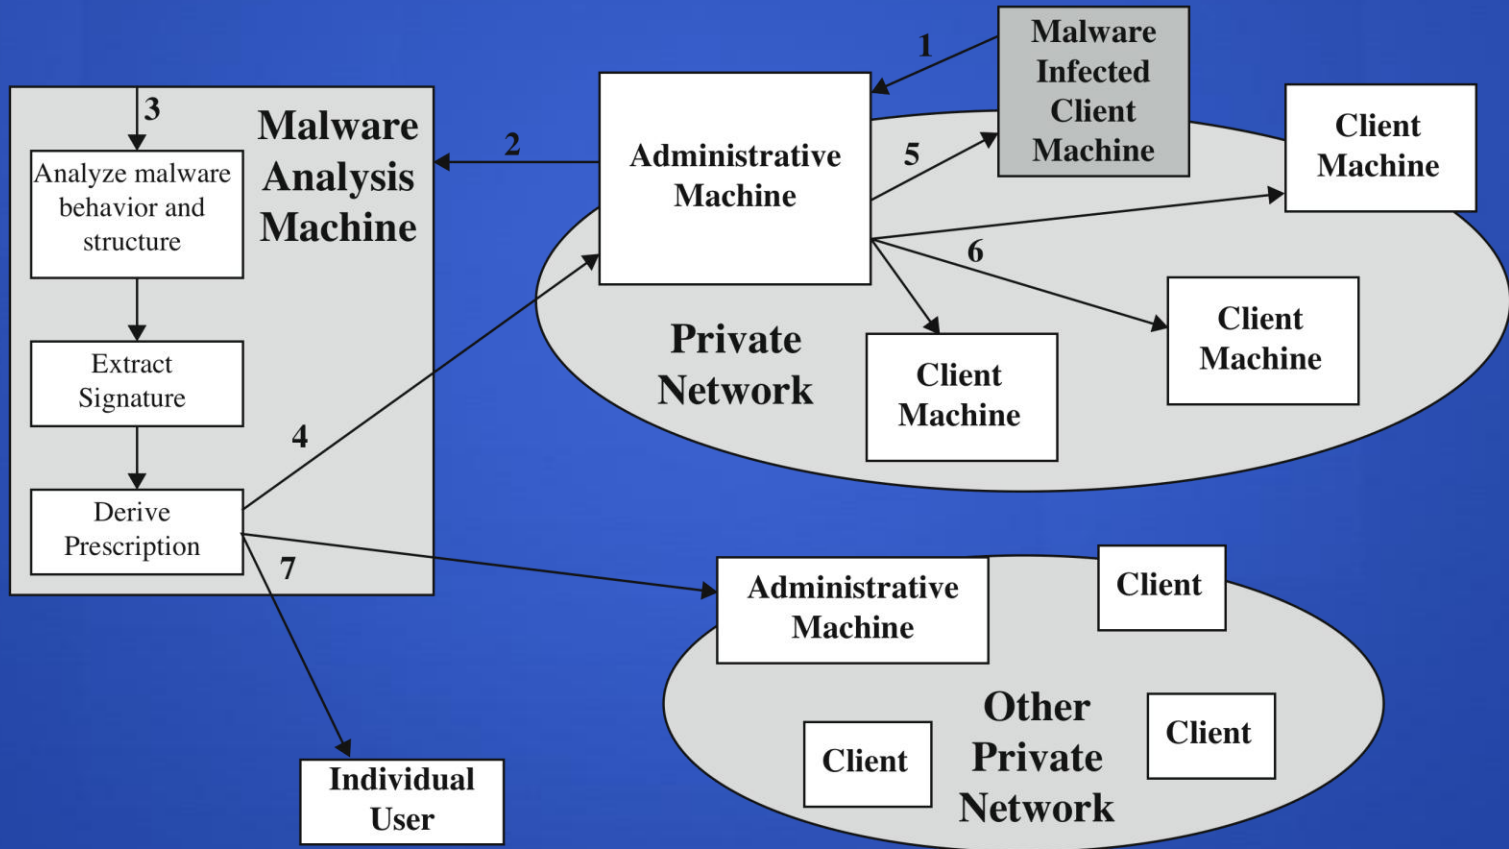 3
Malware
Analysis
Machine
Analyze malware
behavior and
structure
Extract
Signature
Derive
Prescription
2
1
Administrative
Machine
Malware
Infected
Client
Machine
5
Client
Machine
6
Client
Machine
Client
Machine
Private
Network
4
7
Individual
User
Administrative
Machine
Client
Client
Client
Other
Private
Network